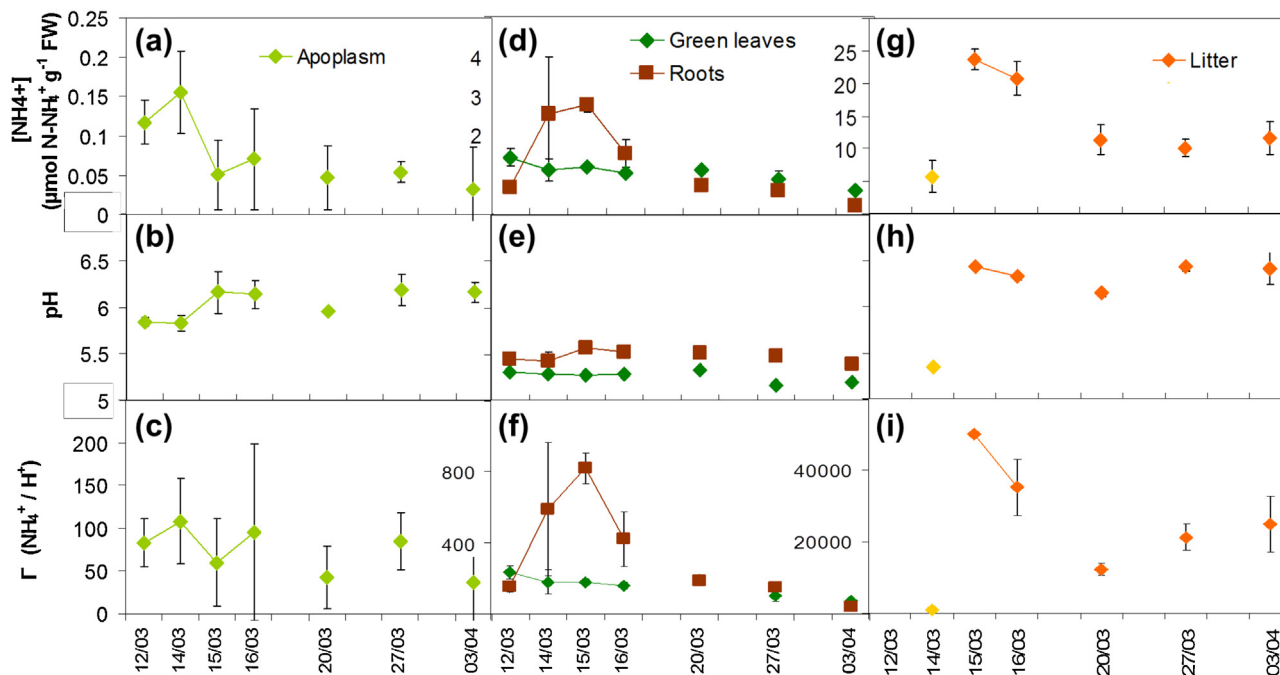 0.25
0.2
0.15
0.1
0.05
0
[NH4+]
(µmol N-NH₄⁺ g⁻¹ FW)
(a)
Apoplasm
4
3
2
(d)
Green leaves
Roots
25
20
15
10
(g)
Litter
6.5
6
5.5
5
pH
(b)
(e)
(h)
200
150
100
50
0
Γ (NH₄⁺ / H⁺)
(c)
800
400
(f)
40000
20000
(i)
12/03
14/03
15/03
16/03
20/03
27/03
03/04
12/03
14/03
15/03
16/03
20/03
27/03
03/04
12/03
14/03
15/03
16/03
20/03
27/03
03/04